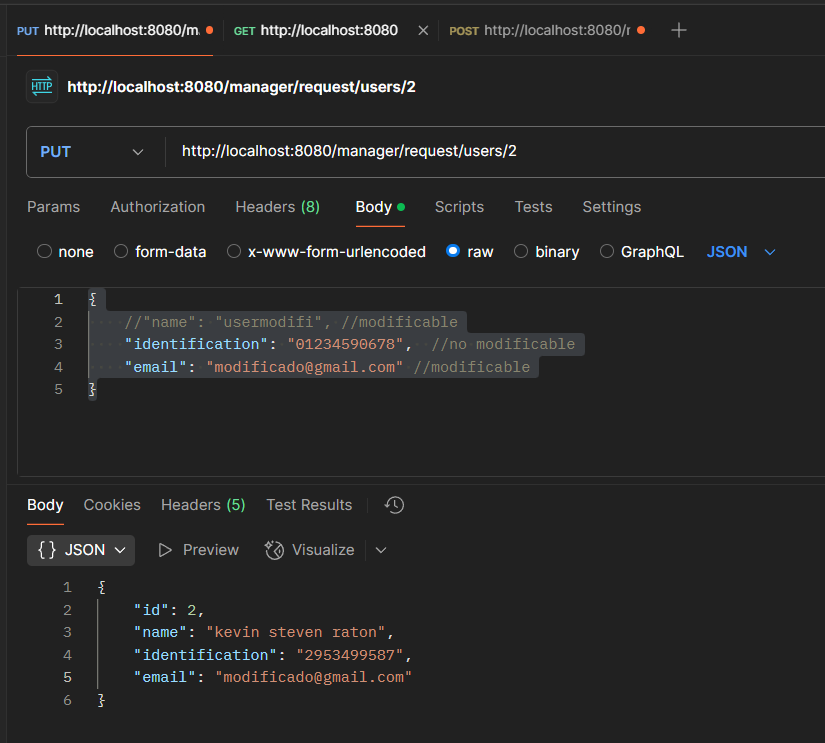 PUT http://localhost:8080/m. GET http://localhost:8080 POST http://localhost:8080/r
HTTP http://localhost:8080/manager/request/users/2
PUT http://localhost:8080/manager/request/users/2
Params Authorization Headers (8) Body Scripts Tests Settings
none form-data x-www-form-urlencoded raw binary GraphQL JSON
1 {
2 //"name": "usermodifi", //modificable
3 "identification": "01234590678", //no modificable
4 "email": "modificado@gmail.com" //modificable
5 }
Body Cookies Headers (5) Test Results
{} JSON Preview Visualize
1 {
2 "id": 2,
3 "name": "kevin steven raton",
4 "identification": "2953499587",
5 "email": "modificado@gmail.com"
6 }